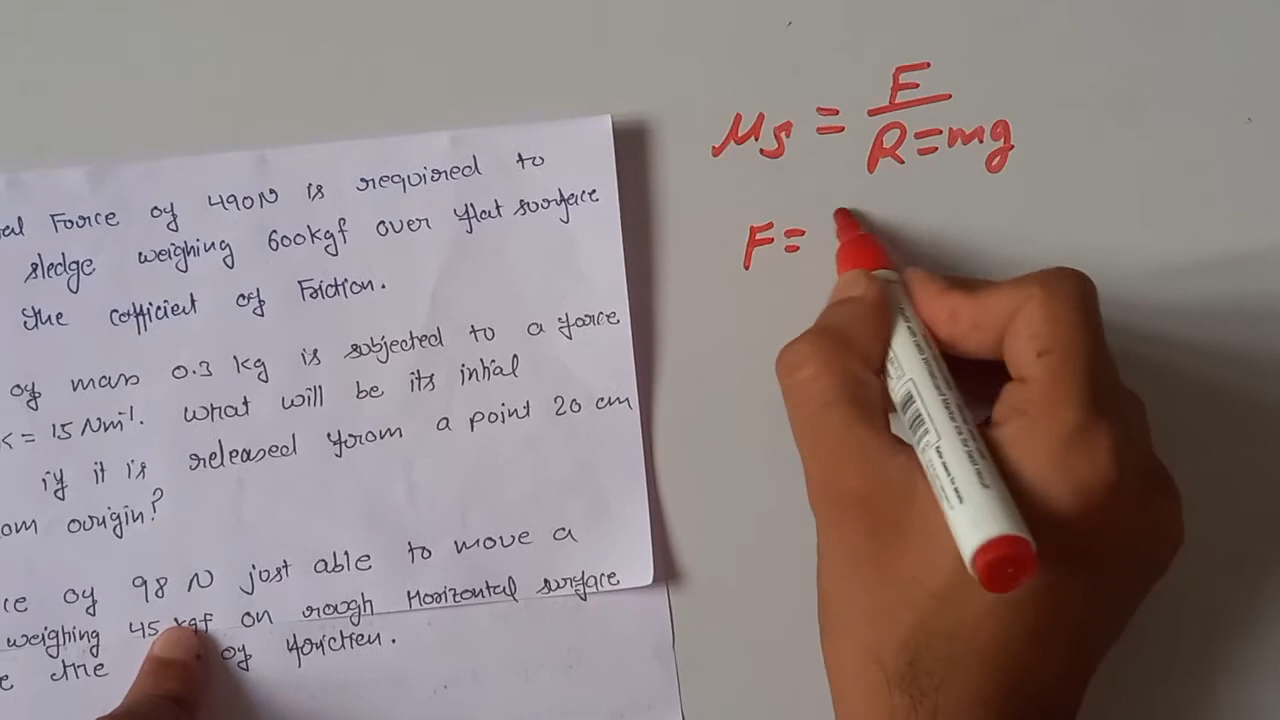 al Force of 490N is required to
sledge weighing 600kgf over flat surface
the cofficient of Friction.
of mass 0.3 kg is subjected to a force
K = 15 Nm⁻¹. what will be its intial
if it is released from a point 20 cm
om origin?
ce of 98 N just able to move a
weighing 45 kgf on rough Horizontal surface
e the of friction.
μs = F / R=mg
F=